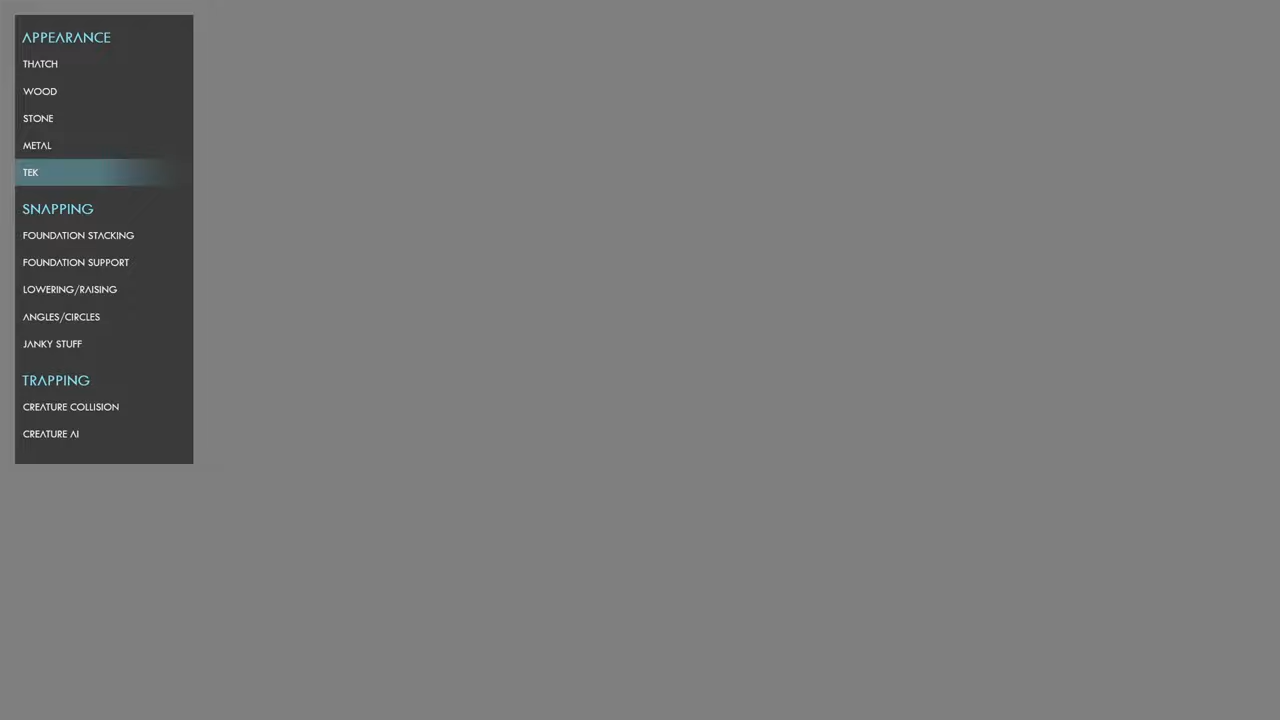 APPEARANCE
THATCH
WOOD
STONE
METAL
TEK
SNAPPING
FOUNDATION STACKING
FOUNDATION SUPPORT
LOWERING/RAISING
ANGLES/CIRCLES
JANKY STUFF
TRAPPING
CREATURE COLLISION
CREATURE AI